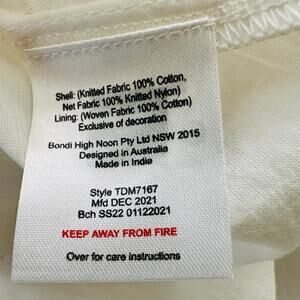 Shell: (Knitted Fabric 100% Cotton,
Net Fabric 100% Knitted Nylon)
Lining: (Woven Fabric 100% Cotton)
Exclusive of decoration
Bondi High Noon Pty Ltd NSW 2015
Designed in Australia
Made in India
Style TDM7167
Mfd DEC 2021
Bch SS22 01122021
KEEP AWAY FROM FIRE
Over for care instructions